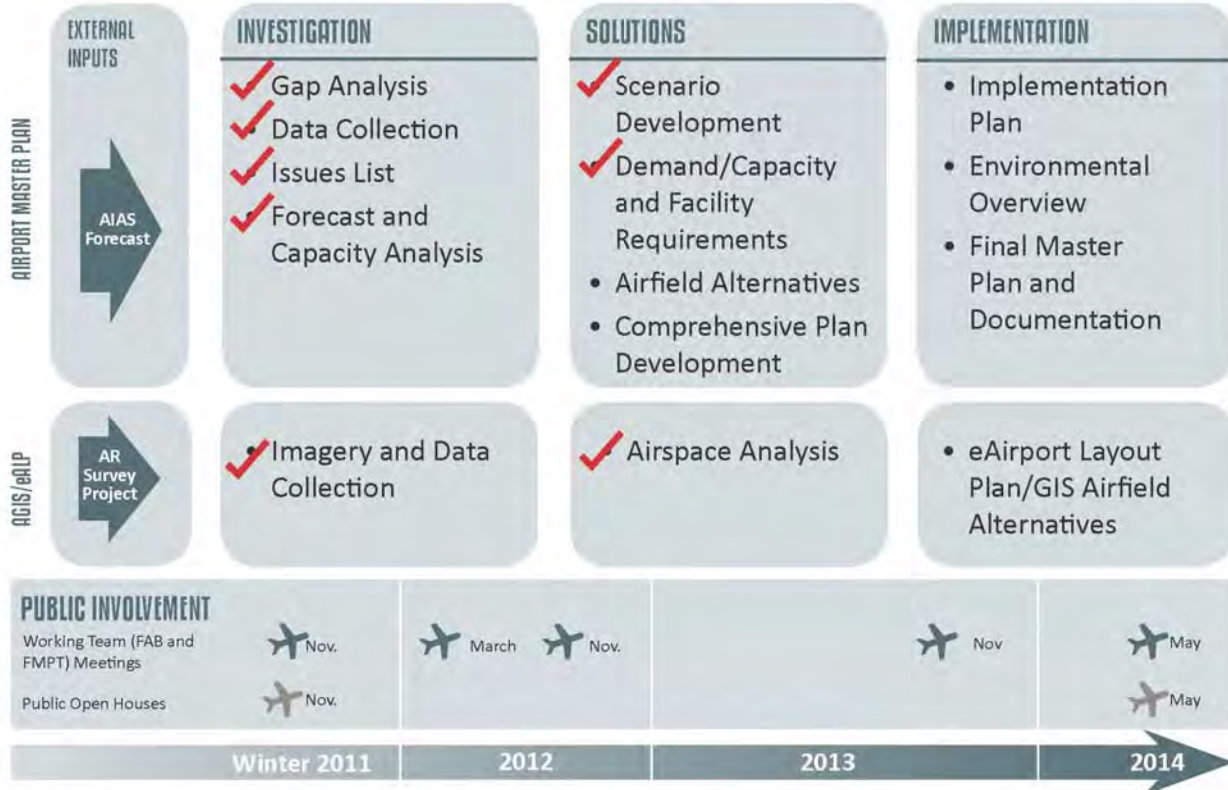 AIRPORT MASTER PLAN
EXTERNAL
INPUTS
AIAS
Forecast
INVESTIGATION
Gap Analysis
• Data Collection
Issues List
• Forecast and
Capacity Analysis
SOLUTIONS
Scenario
Development
Demand/Capacity
and Facility
Requirements
• Airfield Alternatives
• Comprehensive Plan
Development
IMPLEMENTATION
• Implementation
Plan
• Environmental
Overview
• Final Master
Plan and
Documentation
AGIS/eALP
AR
Survey
Project
• Imagery and Data
Collection
• Airspace Analysis
• eAirport Layout
Plan/GIS Airfield
Alternatives
PUBLIC INVOLVEMENT
Working Team (FAB and
FMPT) Meetings
Nov.
March
Nov.
Nov
May
Public Open Houses
Nov.
May
Winter 2011
2012
2013
2014